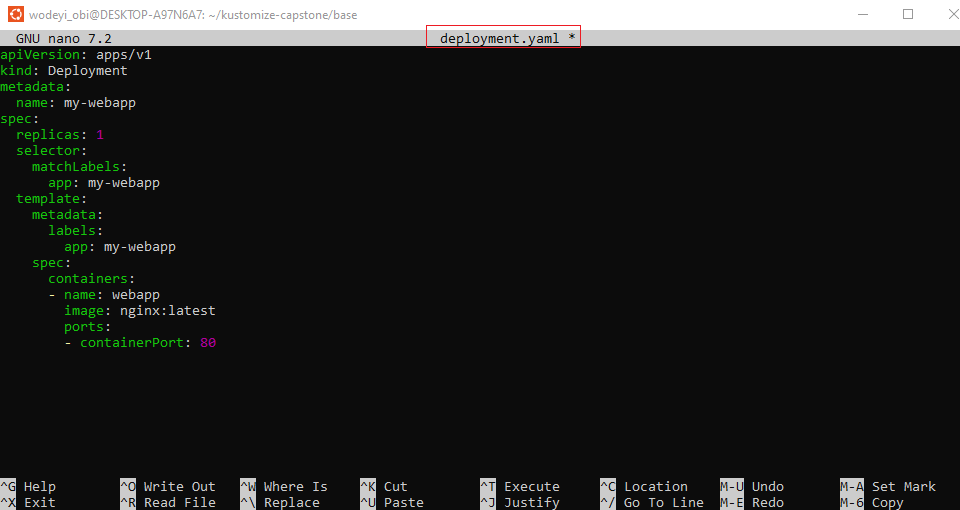 wodeyi_obi@DESKTOP-A97N6A7: ~/kustomize-capstone/base
GNU nano 7.2 deployment.yaml *
apiVersion: apps/v1
kind: Deployment
metadata:
  name: my-webapp
spec:
  replicas: 1
  selector:
    matchLabels:
      app: my-webapp
  template:
    metadata:
      labels:
        app: my-webapp
    spec:
      containers:
      - name: webapp
        image: nginx:latest
        ports:
        - containerPort: 80
^G Help ^O Write Out ^W Where Is ^K Cut ^T Execute ^C Location M-U Undo M-A Set Mark
^X Exit ^R Read File ^\ Replace ^U Paste ^J Justify ^/ Go To Line M-E Redo M-6 Copy